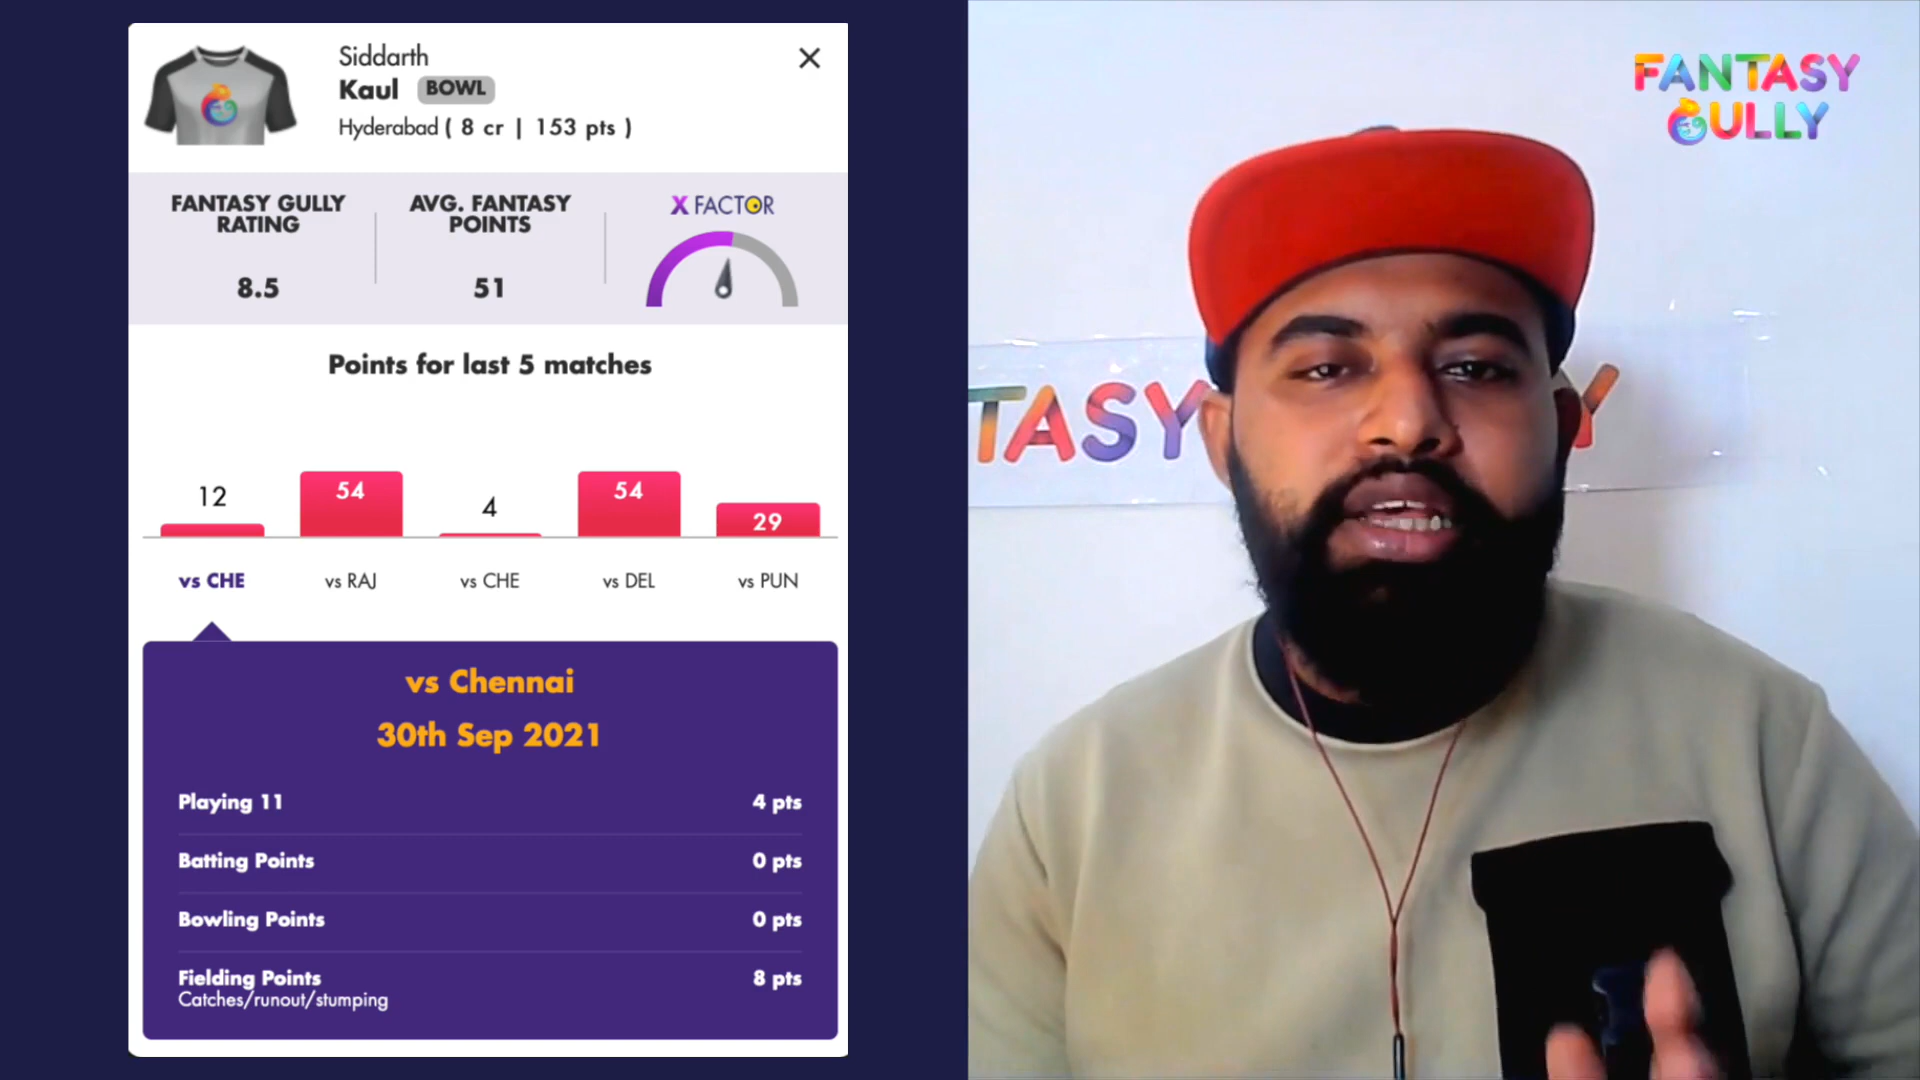 Siddarth
Kaul BOWL
Hyderabad ( 8 cr | 153 pts )
FANTASY GULLY
RATING
8.5
AVG. FANTASY
POINTS
51
X FACTOR
Points for last 5 matches
12
54
4
54
29
vs CHE
vs RAJ
vs CHE
vs DEL
vs PUN
vs Chennai
30th Sep 2021
Playing 11 4 pts
Batting Points 0 pts
Bowling Points 0 pts
Fielding Points 8 pts
Catches/runout/stumping
FANTASY
GULLY
TASY Y